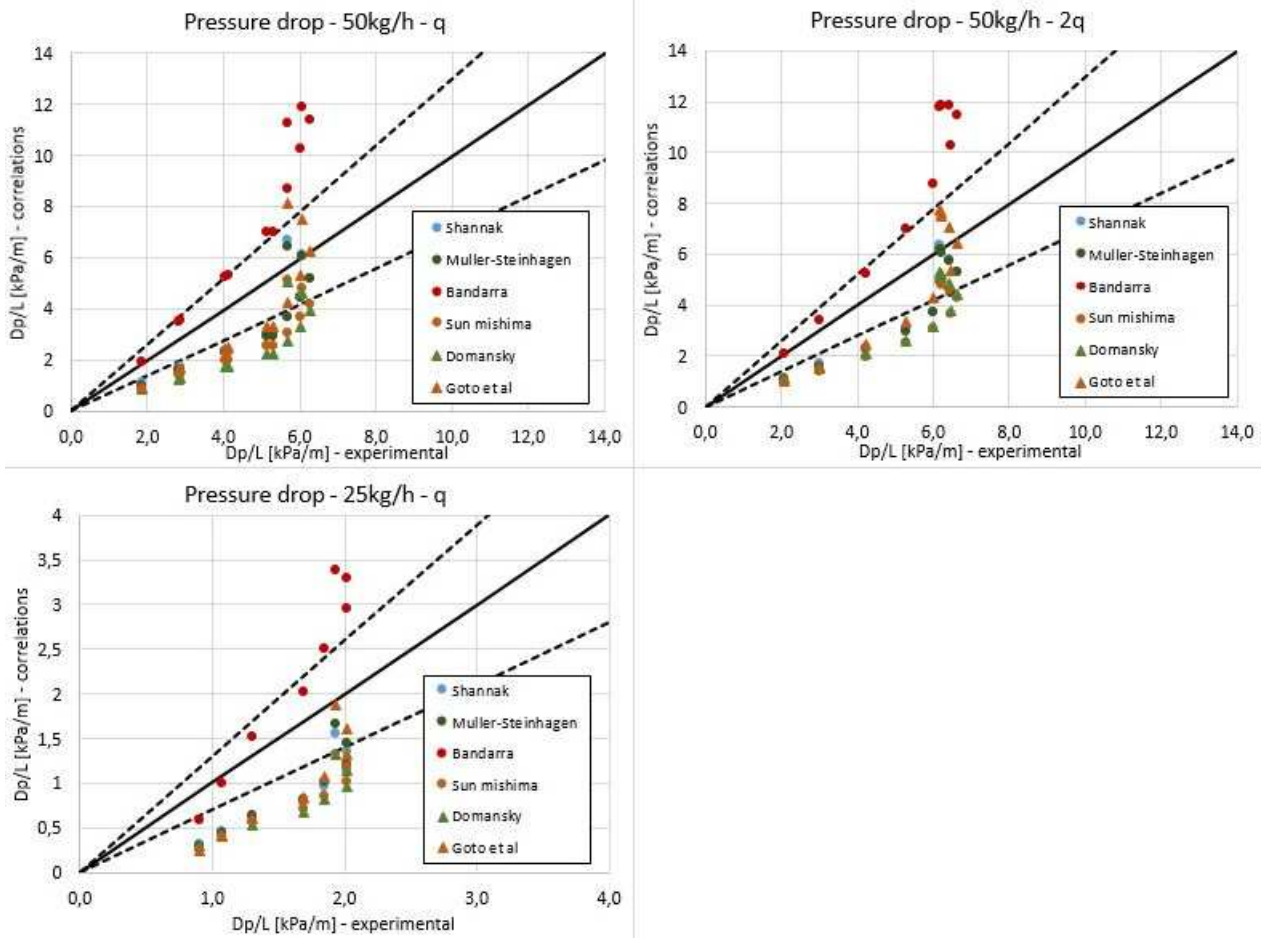 Pressure drop - 50kg/h - q
Dp/L [kPa/m] - correlations
14
12
10
8
6
4
2
0
0,0 2,0 4,0 6,0 8,0 10,0 12,0 14,0
Dp/L [kPa/m] - experimental
Shannak
Muller-Steinhagen
Bandarra
Sun mishima
Domansky
Goto et al
Pressure drop - 50kg/h - 2q
Dp/L [kPa/m] - correlations
14
12
10
8
6
4
2
0
0,0 2,0 4,0 6,0 8,0 10,0 12,0 14,0
Dp/L [kPa/m] - experimental
Shannak
Muller-Steinhagen
Bandarra
Sun mishima
Domansky
Goto et al
Pressure drop - 25kg/h - q
Dp/L [kPa/m] - correlations
4
3,5
3
2,5
2
1,5
1
0,5
0
0,0 1,0 2,0 3,0 4,0
Dp/L [kPa/m] - experimental
Shannak
Muller-Steinhagen
Bandarra
Sun mishima
Domansky
Goto et al